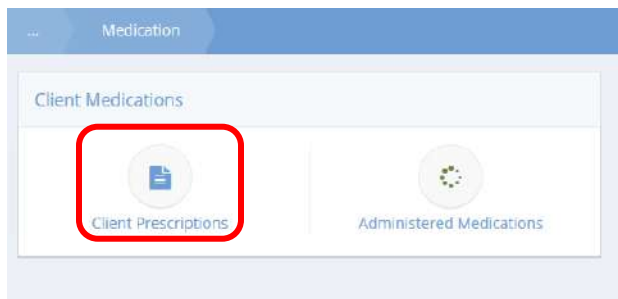 ... Medication
Client Medications
Client Prescriptions Administered Medications